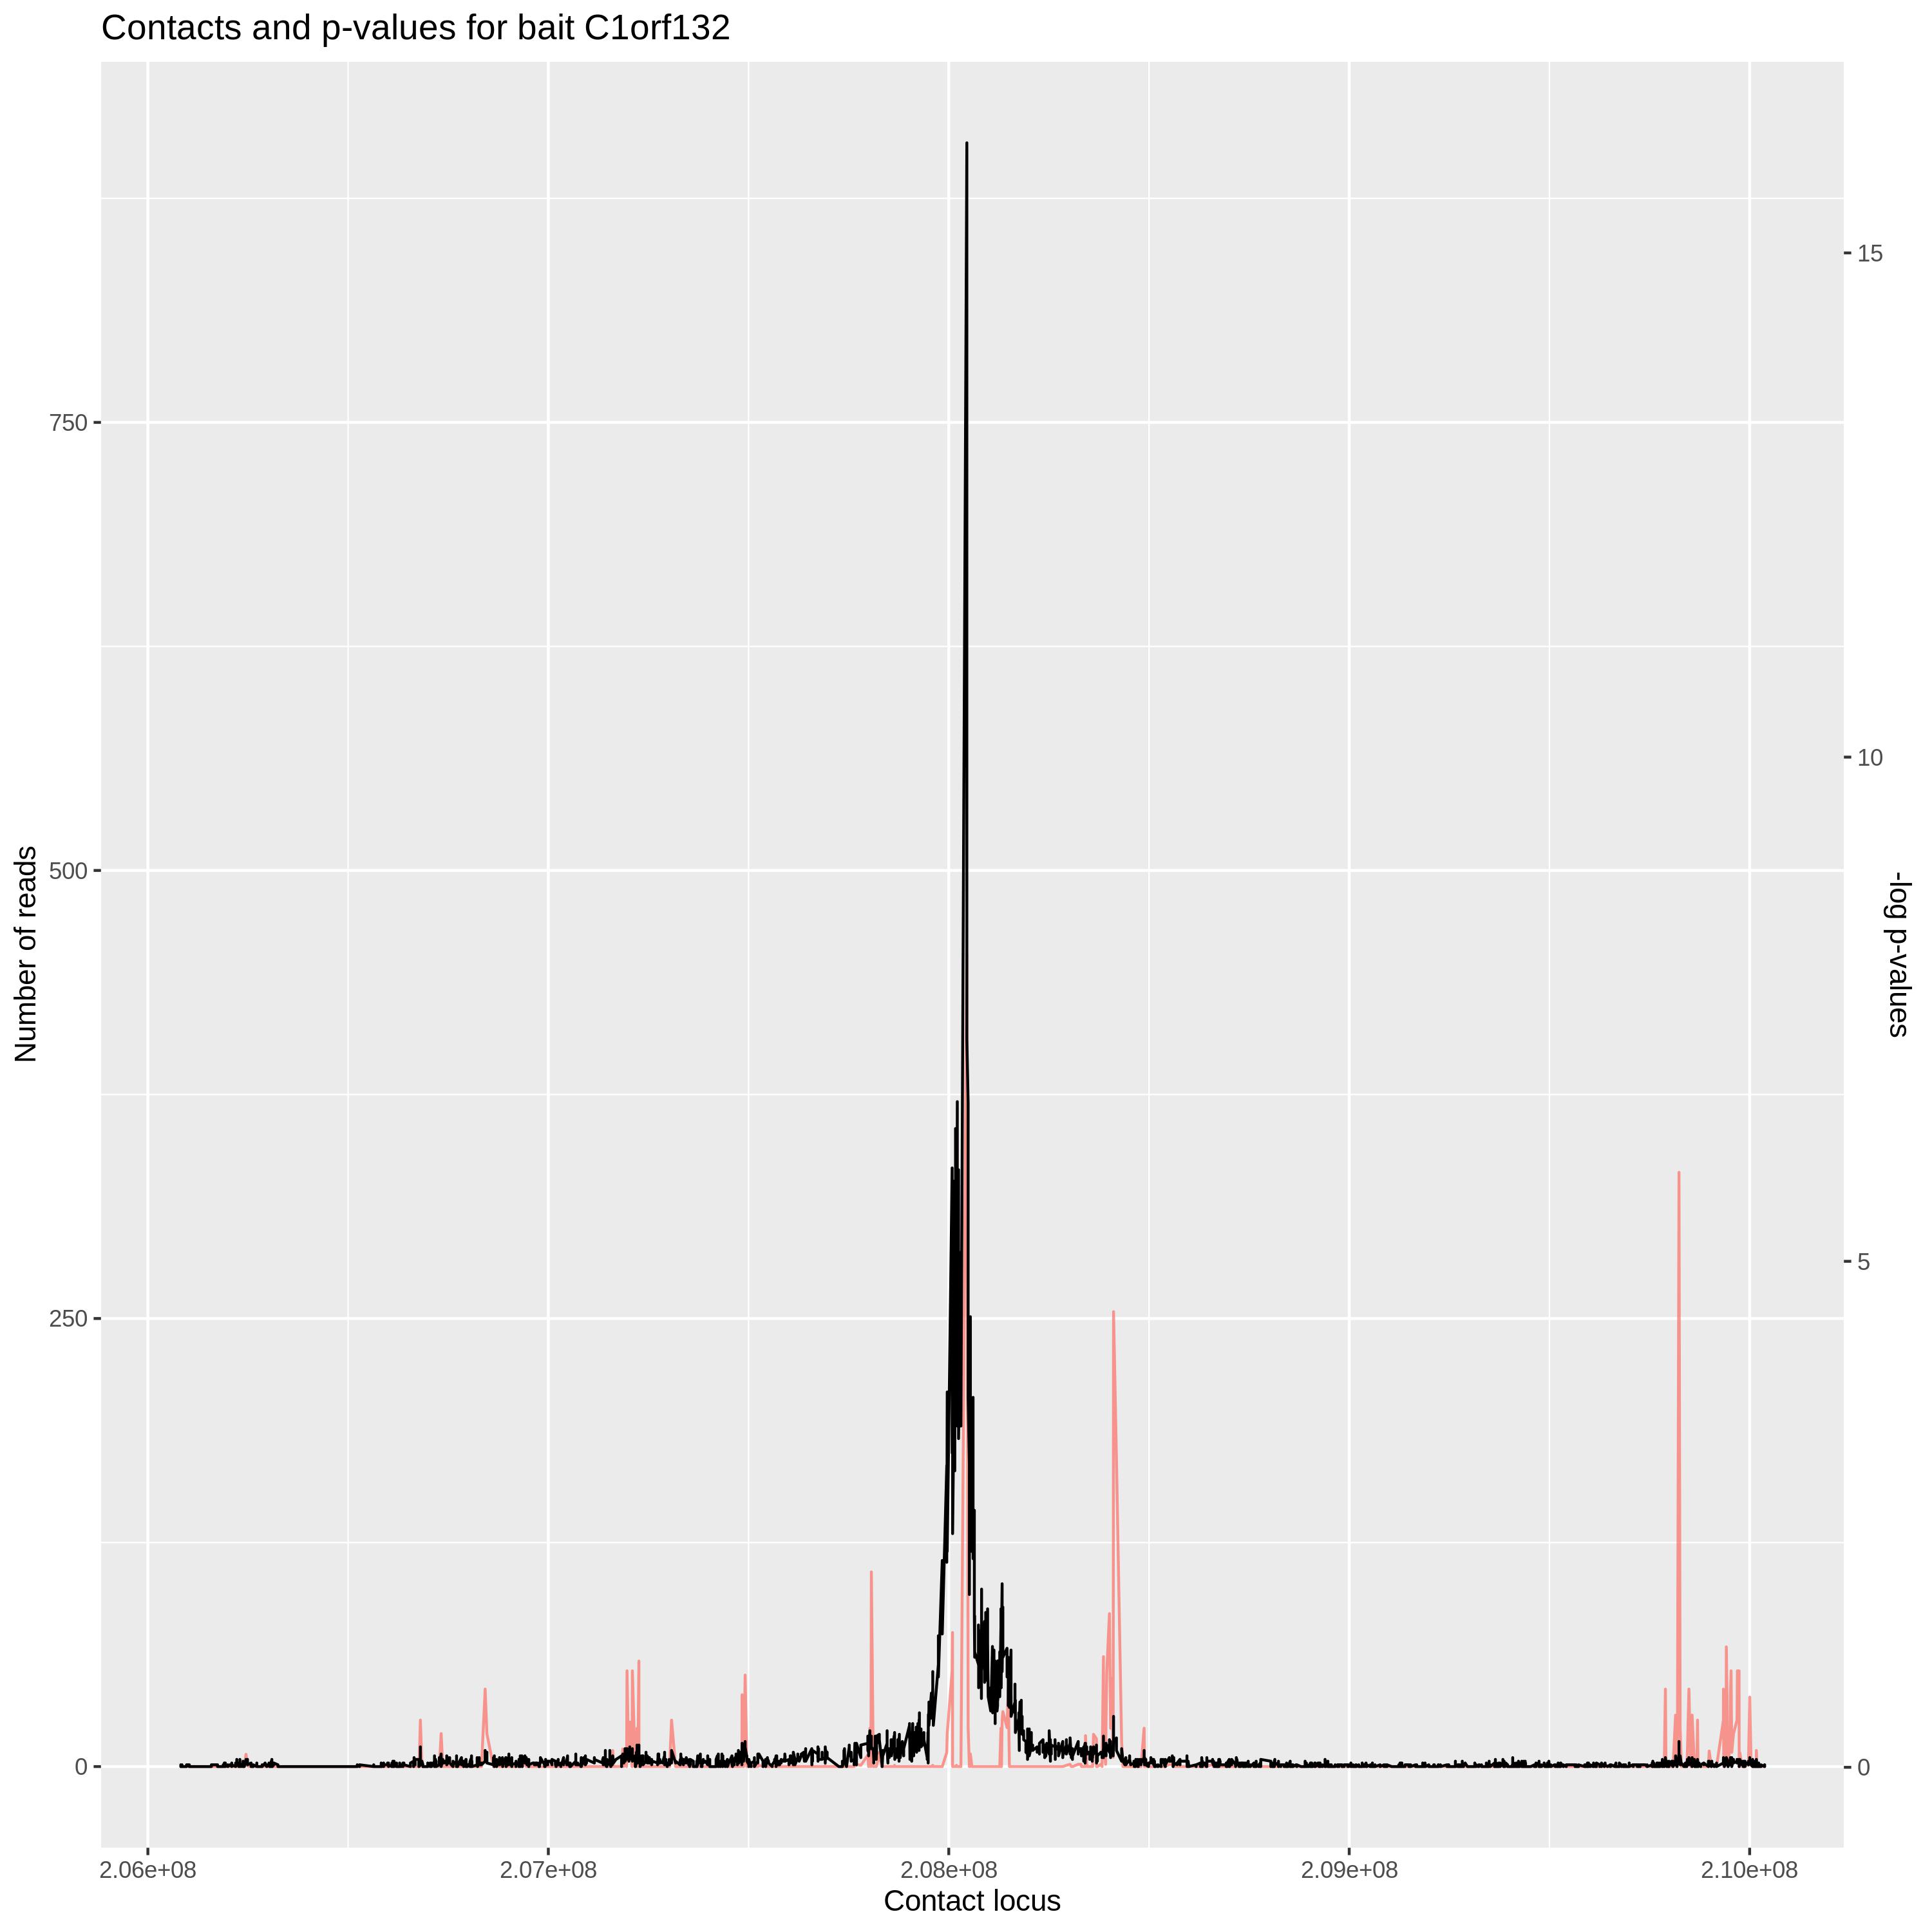 Contacts and p-values for bait C1orf132
750
500
250
0
15
10
5
0
Number of reads
-log p-values
2.06e+08
2.07e+08
2.08e+08
2.09e+08
2.10e+08
Contact locus